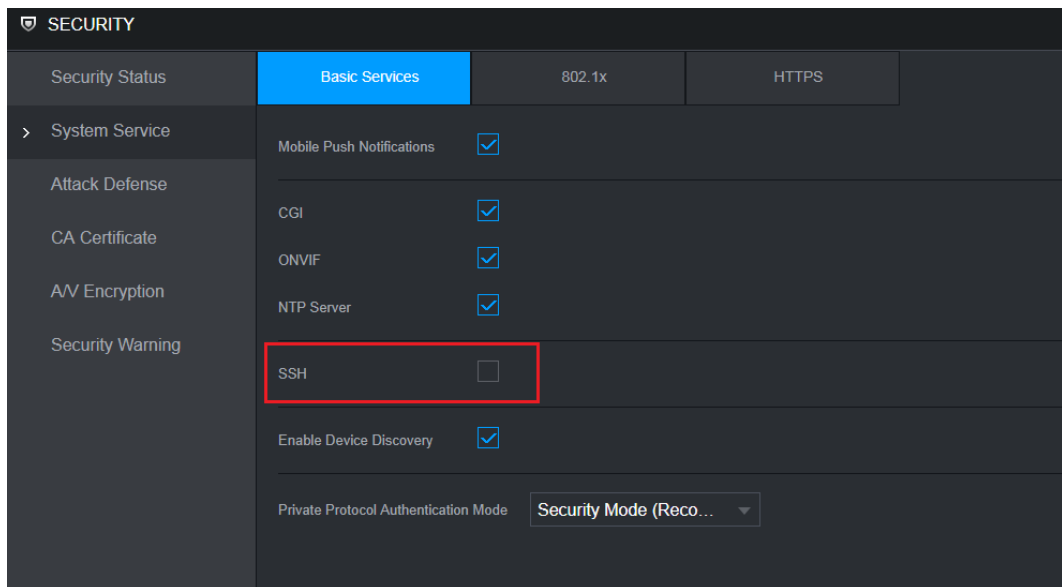 SECURITY
Security Status
System Service
Attack Defense
CA Certificate
A/V Encryption
Security Warning
Basic Services
802.1x
HTTPS
Mobile Push Notifications
CGI
ONVIF
NTP Server
SSH
Enable Device Discovery
Private Protocol Authentication Mode
Security Mode (Reco...